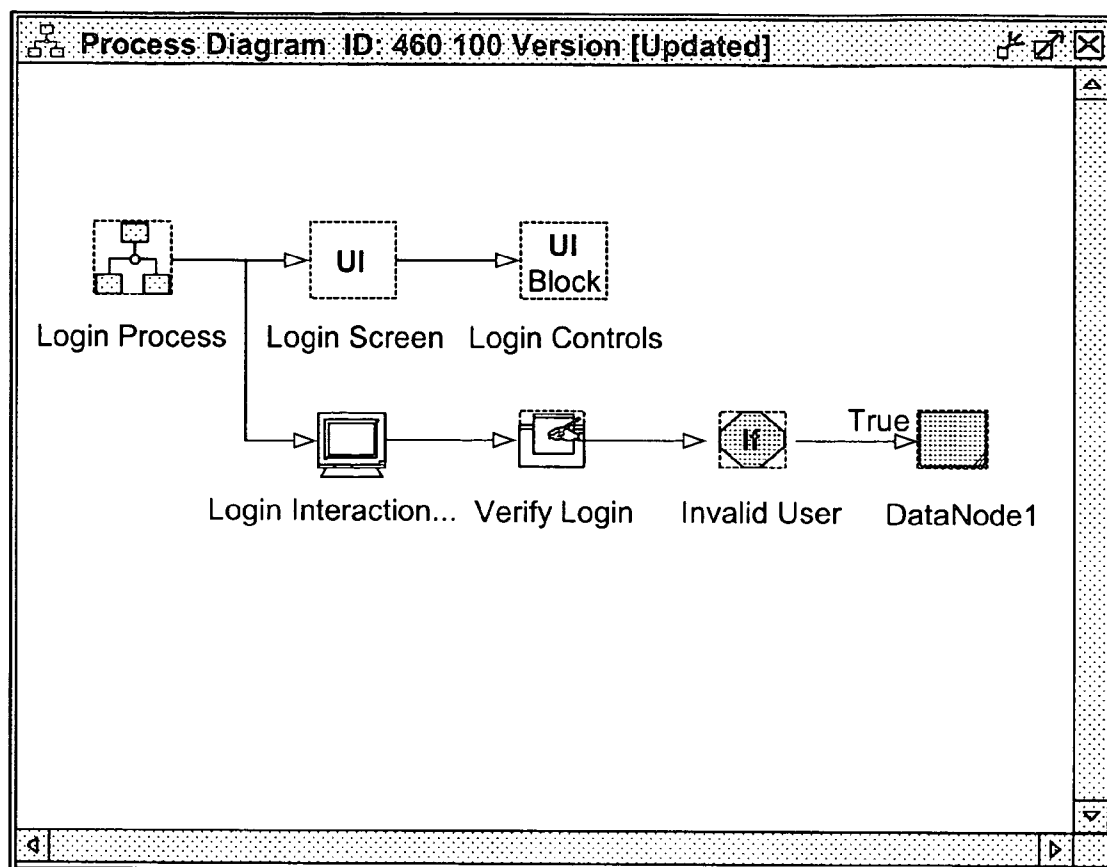 Process Diagram ID: 460 100 Version [Updated]
UI
UI
Block
Login Process
Login Screen
Login Controls
If
True
Login Interaction...
Verify Login
Invalid User
DataNode1